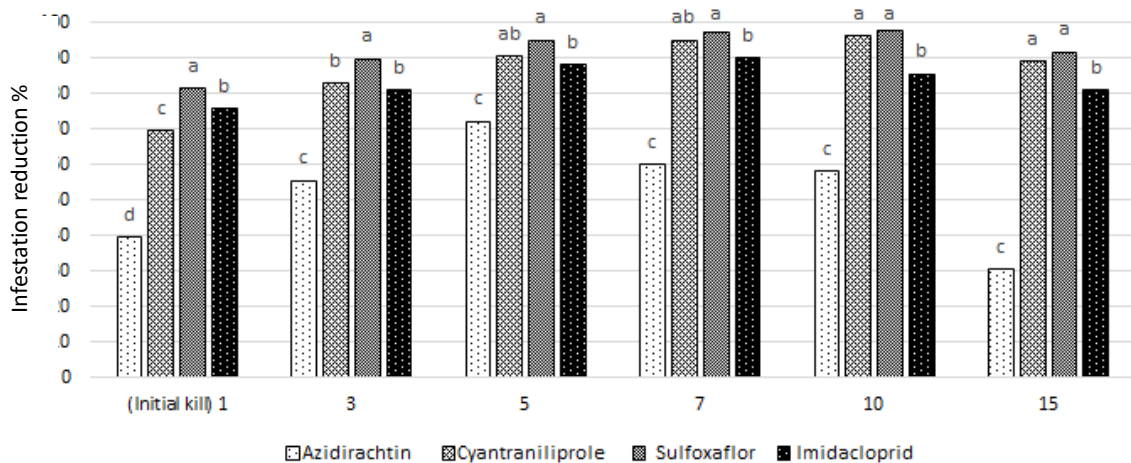 Infestation reduction %
0
d c a b
c b a b
c ab a b
c ab a b
c a a b
c a a b
(Initial kill) 1 3 5 7 10 15
Azidirachtin Cyantraniliprole Sulfoxaflor Imidacloprid